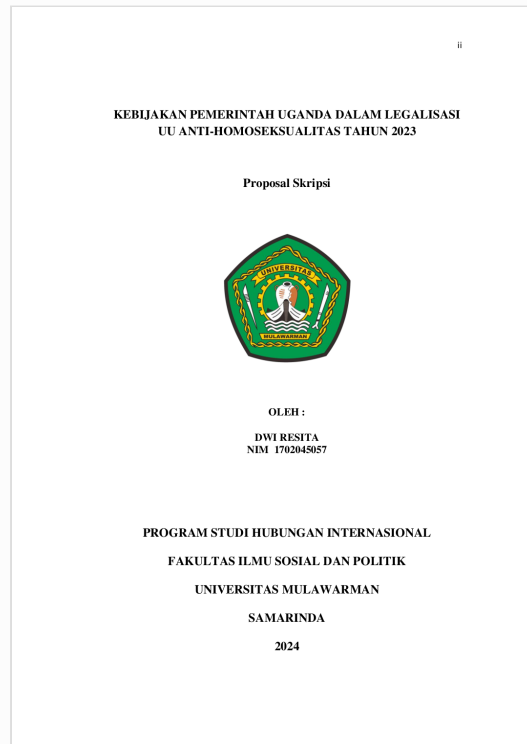 ii
KEBIJAKAN PEMERINTAH UGANDA DALAM LEGALISASI
UU ANTI-HOMOSEKSUALITAS TAHUN 2023
Proposal Skripsi
UNIVERSITAS
MULAWARMAN
OLEH :
DWI RESITA
NIM 1702045057
PROGRAM STUDI HUBUNGAN INTERNASIONAL
FAKULTAS ILMU SOSIAL DAN POLITIK
UNIVERSITAS MULAWARMAN
SAMARINDA
2024